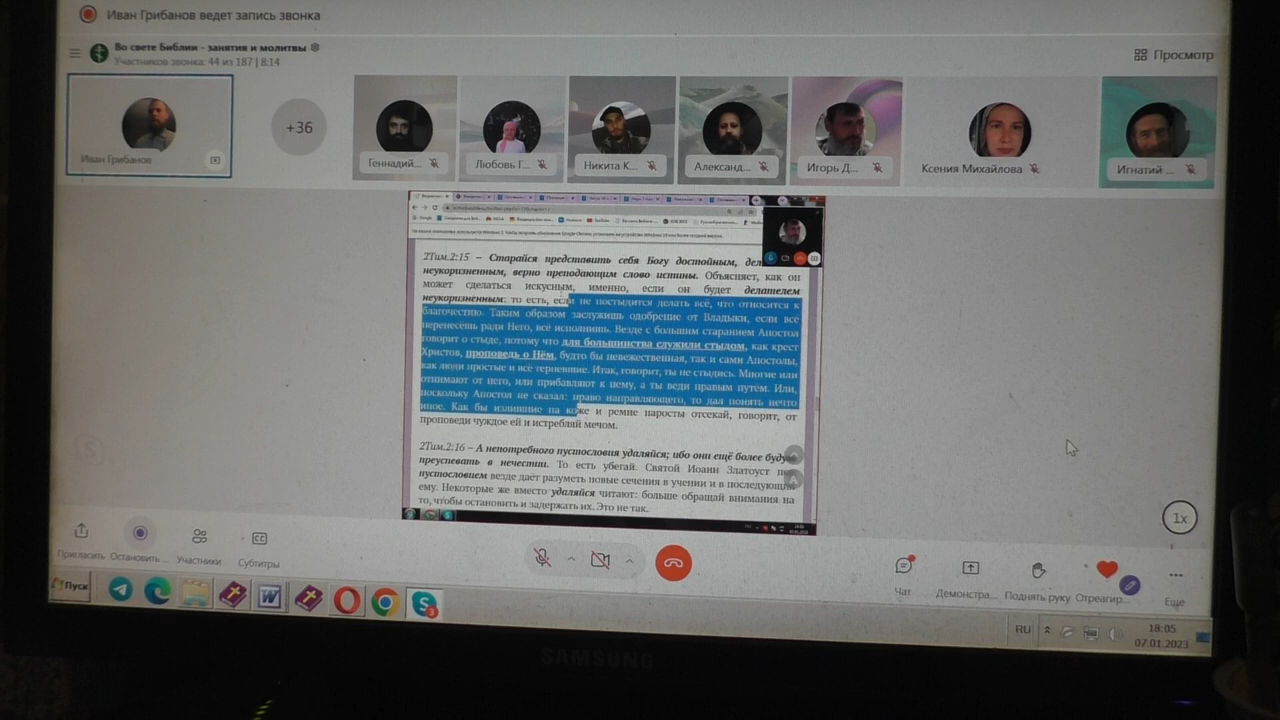 Иван Грибанов ведет запись звонка
Во свете Библии - занятия и молитвы
Участников звонка: 44 из 187 | 8:14
Просмотр
Иван Грибанов
+36
Геннадий...
Любовь Г...
Никита К...
Александ...
Игорь Д...
Ксения Михайлова
Игнатий ...
2Тим.2:15 – Старайся представить себя Богу достойным, дел
неукоризненным, верно преподающим слово истины. Объясняет, как он
может сделаться искусным, именно, если он будет делателем
неукоризненным: то есть, если не постыдится делать всё, что относится к
благочестию. Таким образом заслужишь одобрение от Владыки, если всё
перенесёшь ради Него, всё исполнишь. Везде с большим старанием Апостол
говорит о стыде, потому что для большинства служили стыдом, как крест
Христов, проповедь о Нём, будто бы невежественная, так и сами Апостолы,
как люди простые и всё терпевшие. Итак, говорит, ты не стыдись. Многие или
отнимают от него, или прибавляют к нему, а ты веди правым путём. Или,
поскольку Апостол не сказал: право направляющего, то дал понять нечто
иное. Как бы излишние на коже и ремне наросты отсекай, говорит, от
проповеди чуждое ей и истребляй мечом.
2Тим.2:16 – А непотребного пустословия удаляйся; ибо они ещё более буду
преуспевать в нечестии. То есть убегай. Святой Иоанн Златоуст п
пустословием везде даёт разуметь новые сечения в учении и в последующ
ему. Некоторые же вместо удаляйся читают: больше обращай внимания на
то, чтобы остановить и задержать их. Это не так.
1x
Пригласить
Остановить ...
Участники
Субтитры
Чат
Демонстра...
Поднять руку
Отреагир...
Еще
Пуск
3
RU
18:05
07.01.2023
SAMSUNG